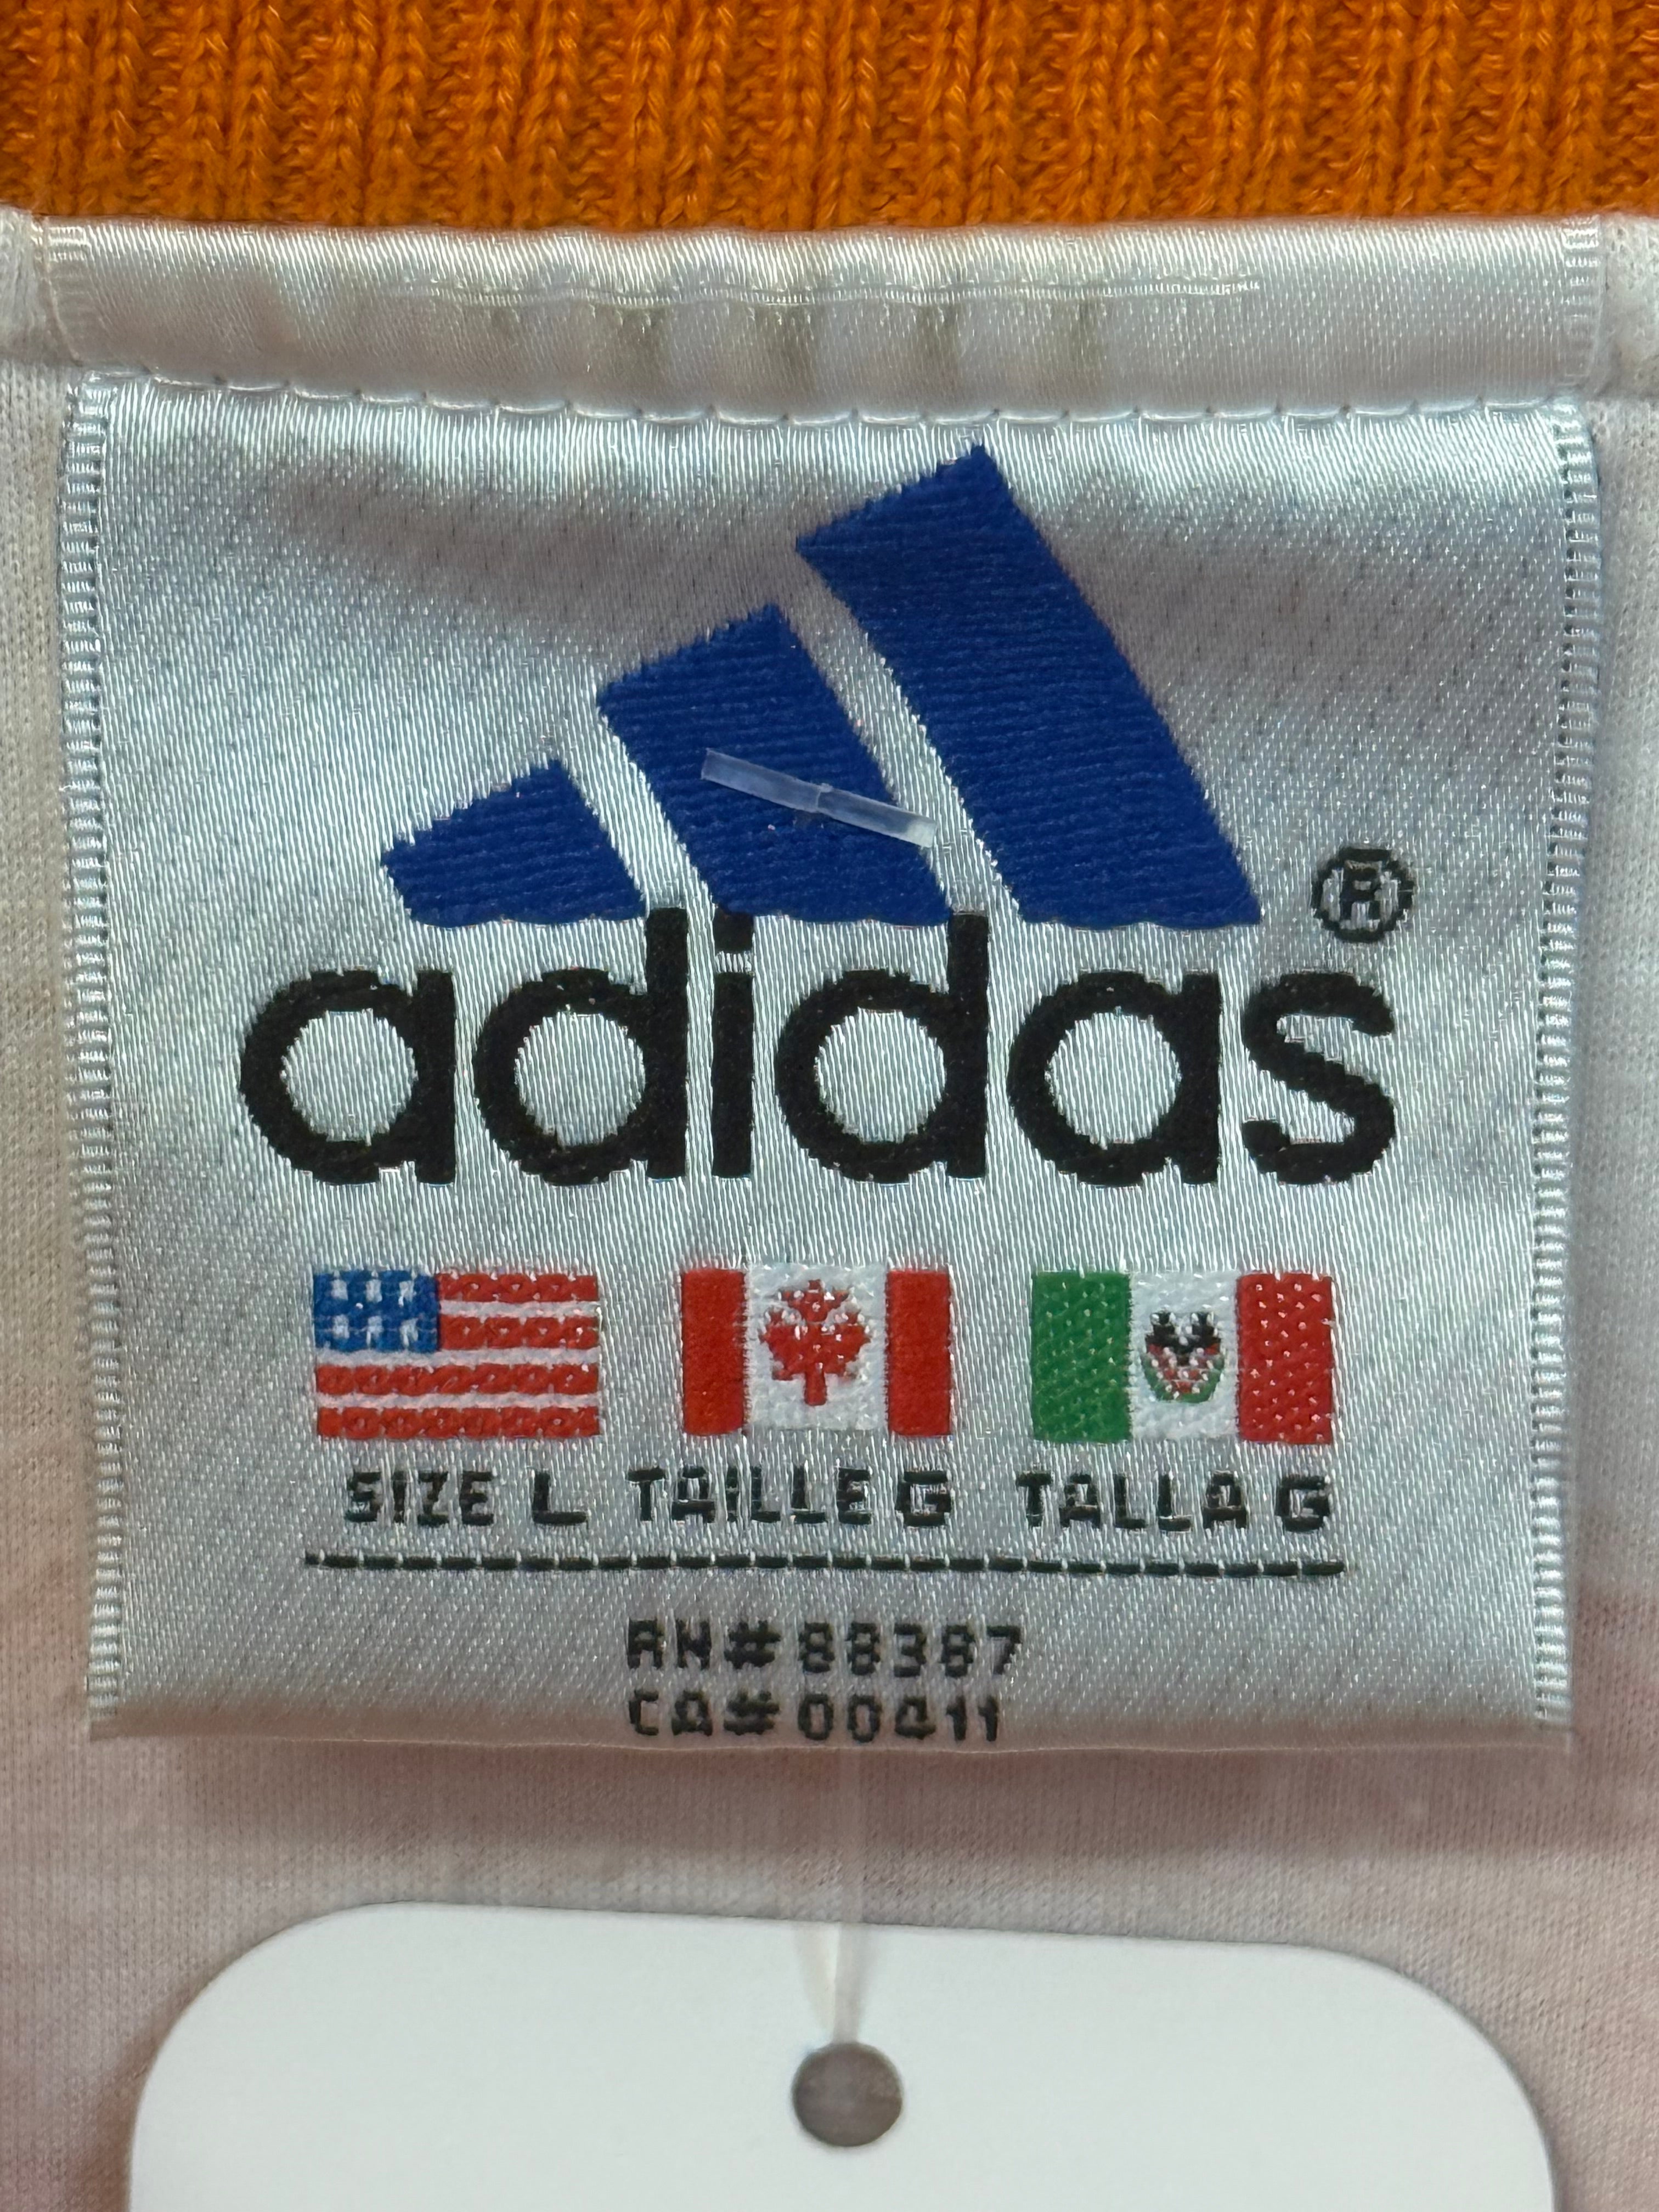 adidas®
SIZE L TAILLE G TALLA G
RN# 88387
CA# 00411